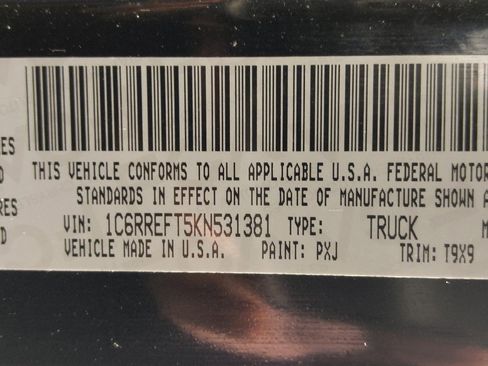 THIS VEHICLE CONFORMS TO ALL APPLICABLE U.S.A. FEDERAL MOTOR
STANDARDS IN EFFECT ON THE DATE OF MANUFACTURE SHOWN
VIN: 1C6RREFT5KN531381 TYPE: TRUCK
VEHICLE MADE IN U.S.A. PAINT: PXJ TRIM: T9X9